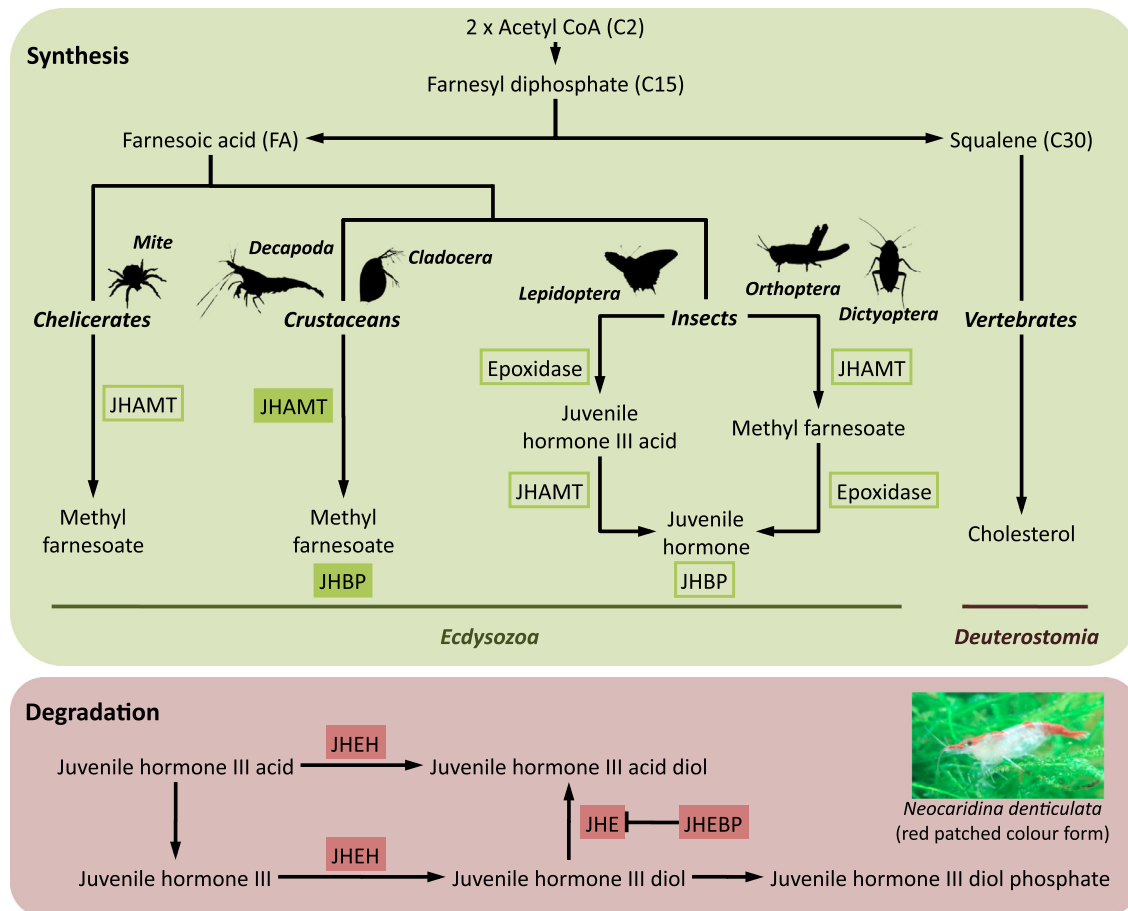 2 x Acetyl CoA (C2)
Synthesis
Farnesyl diphosphate (C15)
Farnesoic acid (FA)
Squalene (C30)
Mite
Decapoda
Cladocera
Lepidoptera
Orthoptera
Dictyoptera
Chelicerates
Crustaceans
Insects
Vertebrates
Epoxidase
JHAMT
JHAMT
JHAMT
Juvenile
hormone III acid
Methyl farnesoate
JHAMT
Epoxidase
Methyl
farnesoate
Methyl
farnesoate
Juvenile
hormone
Cholesterol
JHBP
JHBP
Ecdysozoa
Deuterostomia
Degradation
JHEH
Juvenile hormone III acid
Juvenile hormone III acid diol
Neocaridina denticulata
(red patched colour form)
JHE
JHEBP
JHEH
Juvenile hormone III
Juvenile hormone III diol
Juvenile hormone III diol phosphate